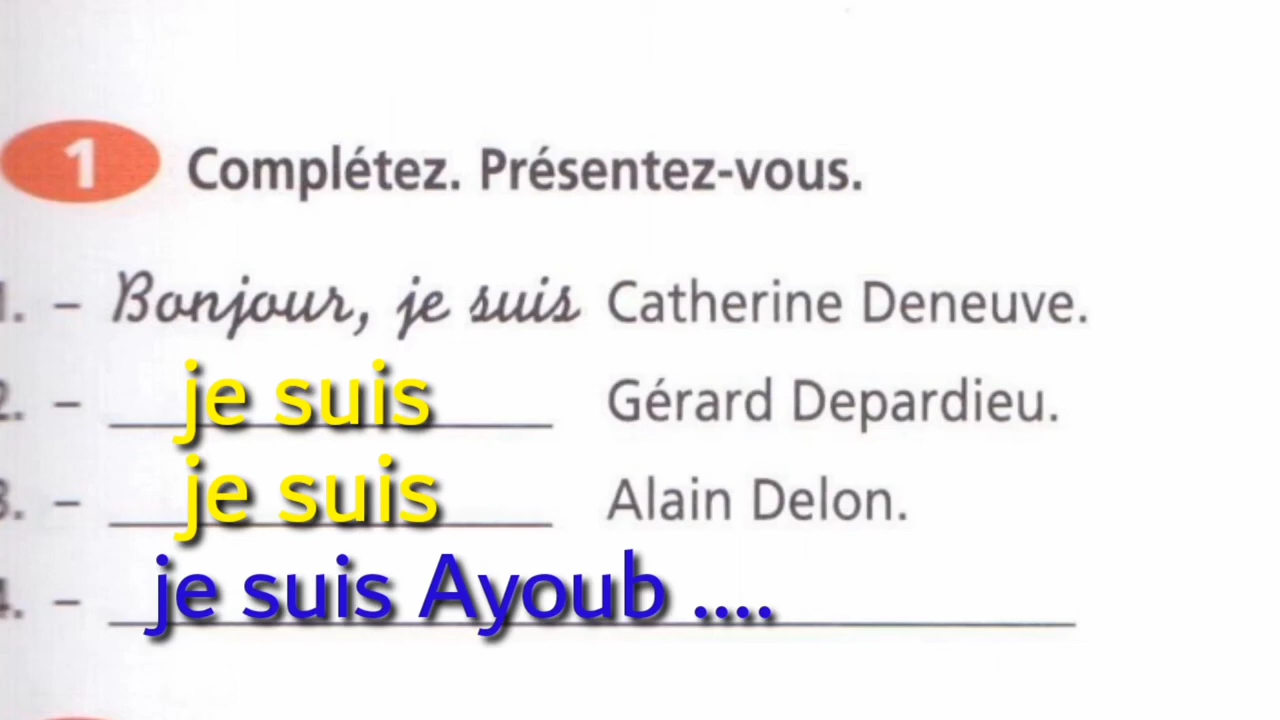 1 Complétez. Présentez-vous.
1. – Bonjour, je suis Catherine Deneuve.
2. – je suis Gérard Depardieu.
3. – je suis Alain Delon.
4. – je suis Ayoub ....